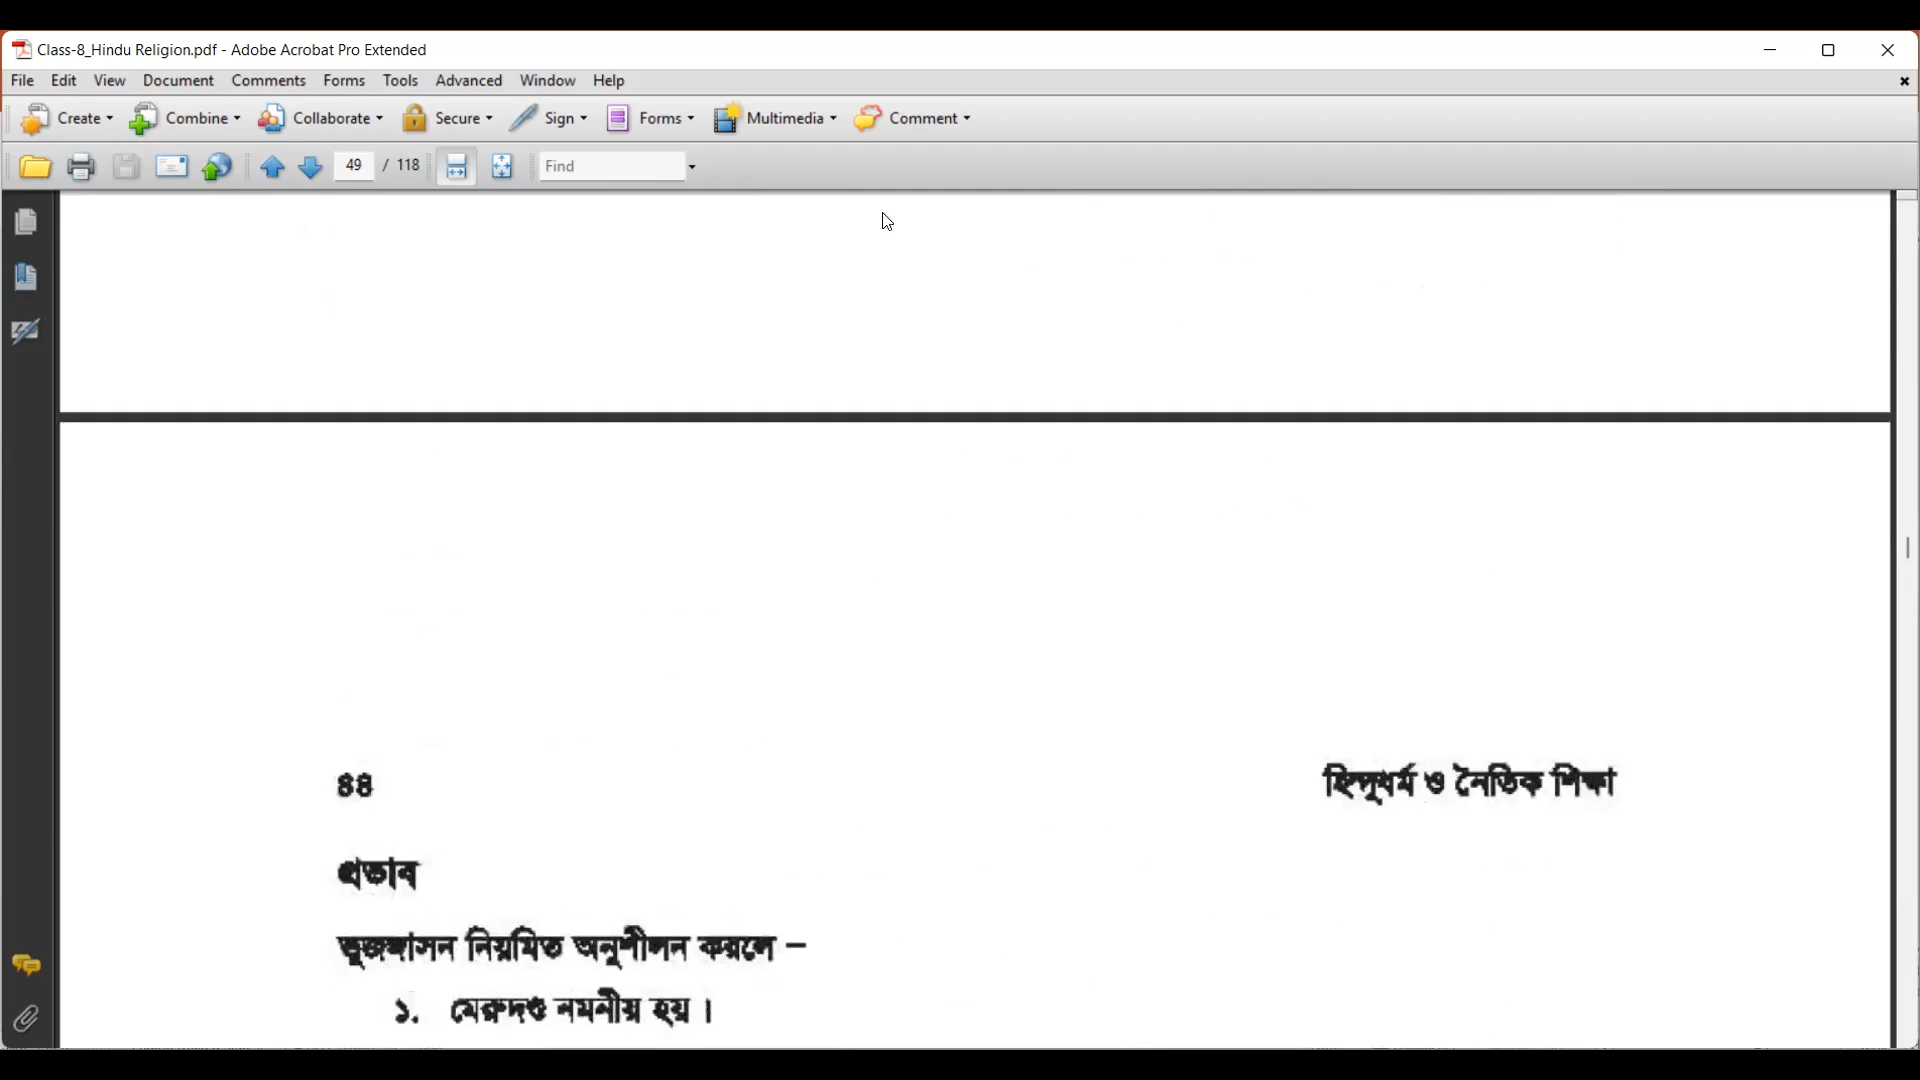 Class-8_Hindu Religion.pdf - Adobe Acrobat Pro Extended
File Edit View Document Comments Forms Tools Advanced Window Help
Create Combine Collaborate Secure Sign Forms Multimedia Comment
49 / 118 Find
৪৪ হিন্দুধর্ম ও নৈতিক শিক্ষা
প্রভাব
ভুজঙ্গাসন নিয়মিত অনুশীলন করলে –
১. মেরুদণ্ড নমনীয় হয় ।